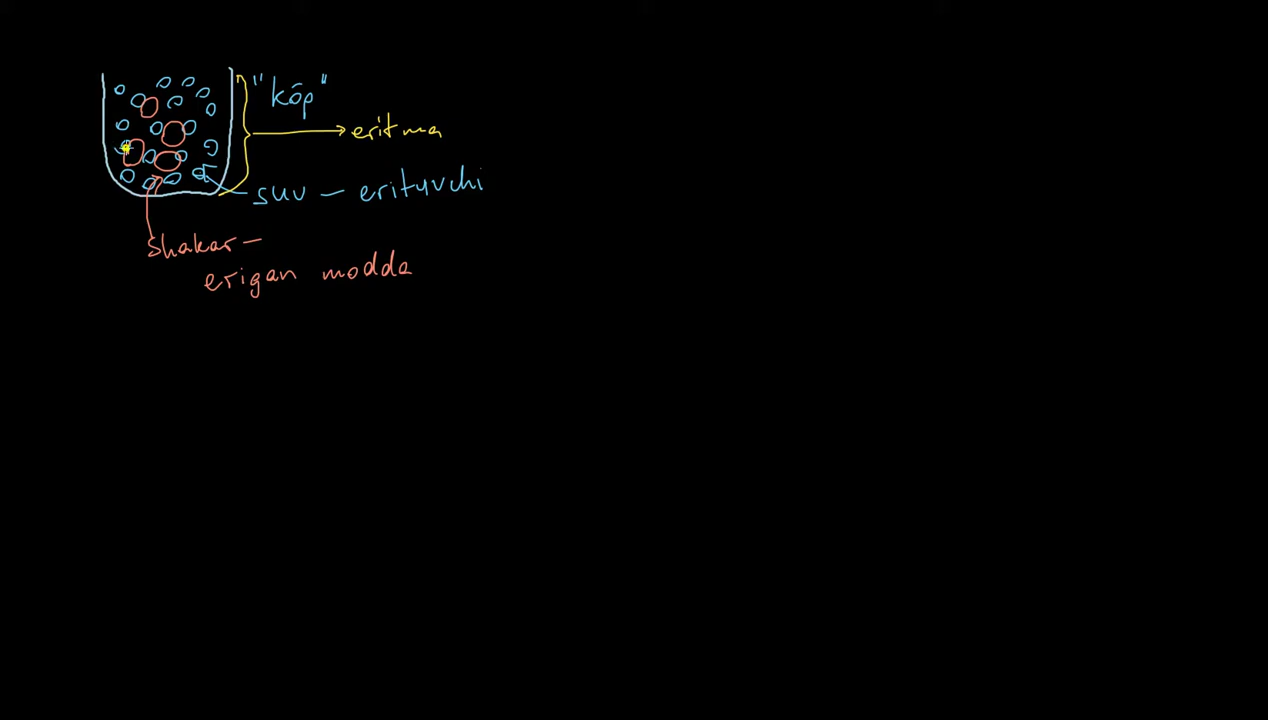 "kōp"
eritma
suv – erituvchi
shakar –
erigan modda